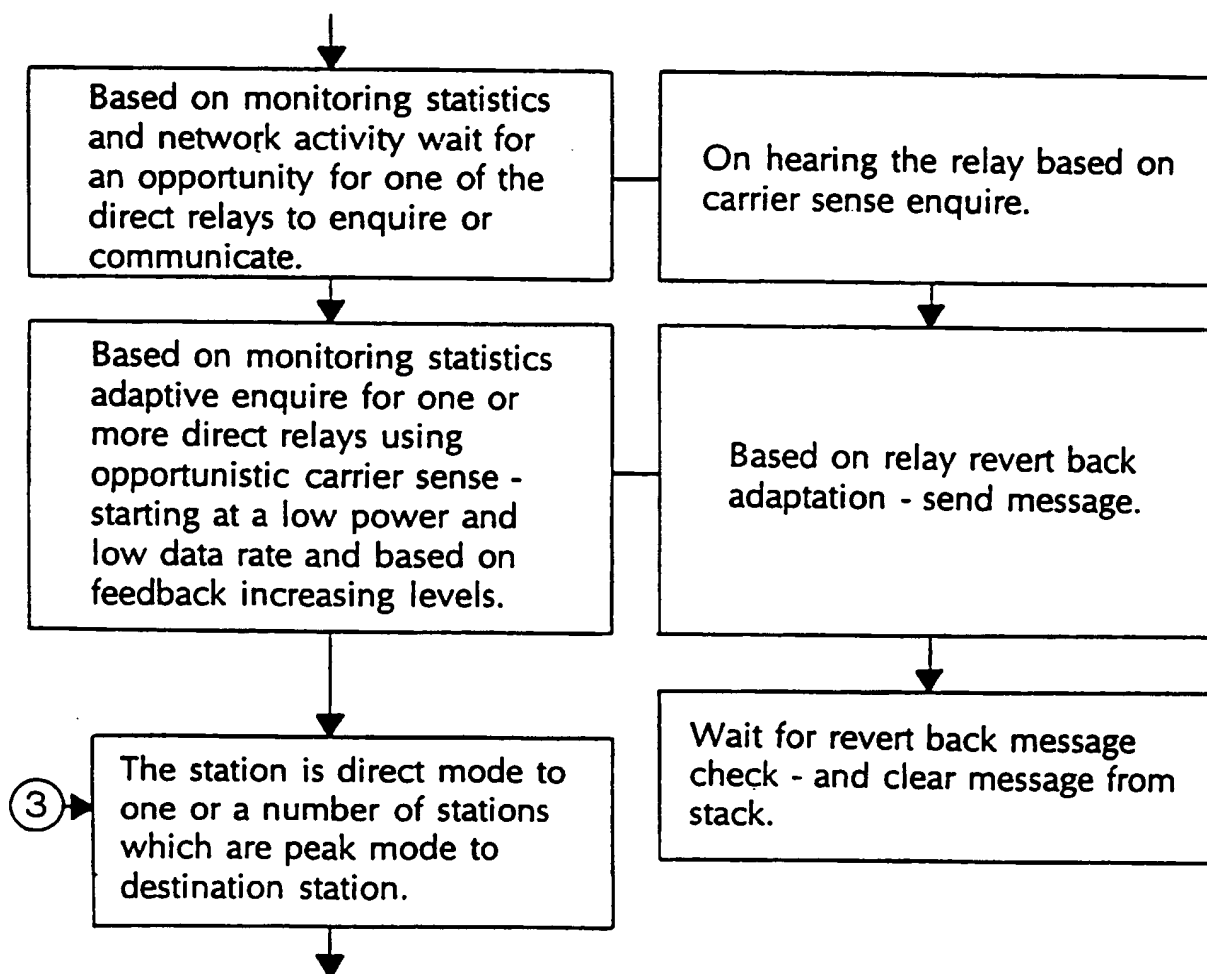 Based on monitoring statistics
and network activity wait for
an opportunity for one of the
direct relays to enquire or
communicate.
On hearing the relay based on
carrier sense enquire.
Based on monitoring statistics
adaptive enquire for one or
more direct relays using
opportunistic carrier sense -
starting at a low power and
low data rate and based on
feedback increasing levels.
Based on relay revert back
adaptation - send message.
3
The station is direct mode to
one or a number of stations
which are peak mode to
destination station.
Wait for revert back message
check - and clear message from
stack.